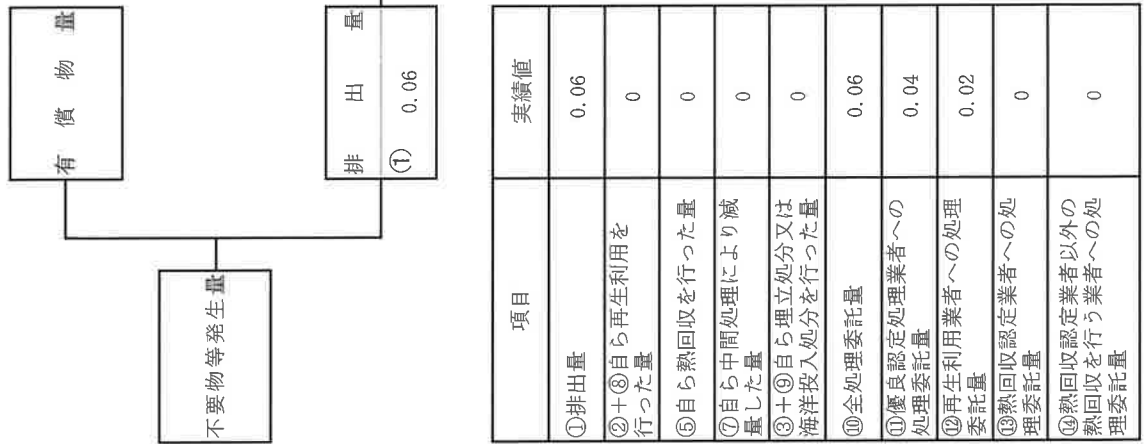 有償物量
不要物等発生量
排出量
① 0.06
項目 実績値
①排出量 0.06
②+⑧自ら再生利用を
行った量 0
⑤自ら熱回収を行った量 0
⑦自ら中間処理により減
量した量 0
③+⑨自ら埋立処分又は
海洋投入処分を行った量 0
⑩全処理委託量 0.06
⑪優良認定処理業者への
処理委託量 0.04
⑫再生利用業者への処理
委託量 0.02
⑬熱回収認定業者への処
理委託量 0
⑭熱回収認定業者以外の
熱回収を行う業者への処
理委託量 0